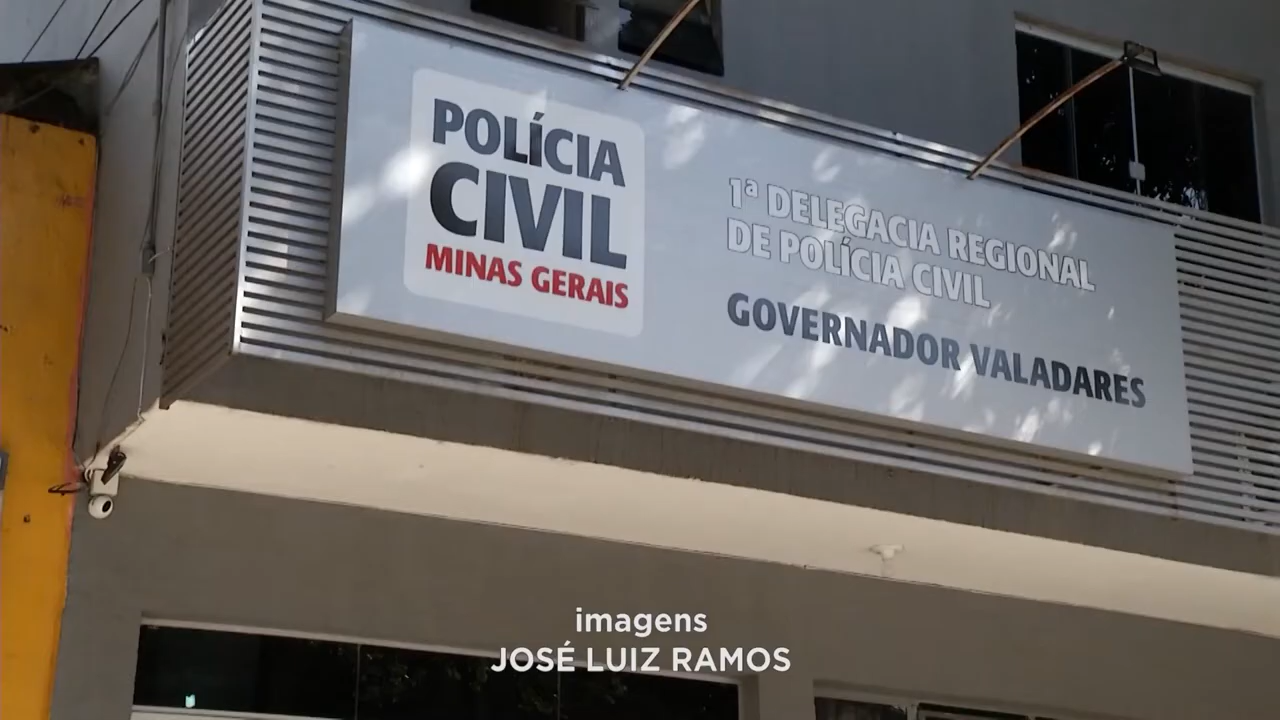 POLÍCIA
CIVIL
MINAS GERAIS
1ª DELEGACIA REGIONAL
DE POLÍCIA CIVIL
GOVERNADOR VALADARES
imagens
JOSÉ LUIZ RAMOS